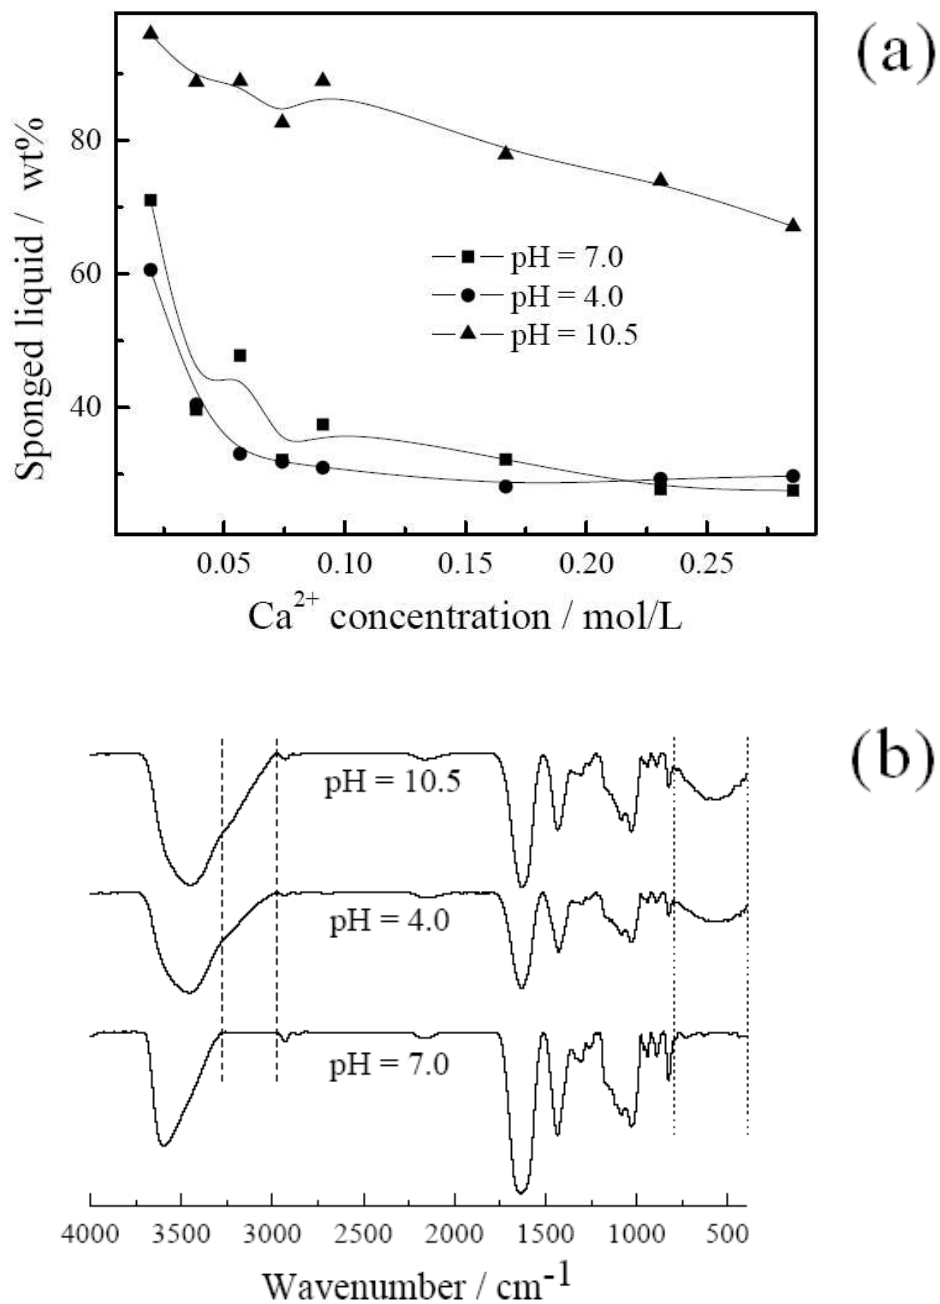 (a)
80
60
40
Sponged liquid / wt%
pH = 7.0
pH = 4.0
pH = 10.5
0.05 0.10 0.15 0.20 0.25
Ca²⁺ concentration / mol/L
(b)
pH = 10.5
pH = 4.0
pH = 7.0
4000 3500 3000 2500 2000 1500 1000 500
Wavenumber / cm⁻¹